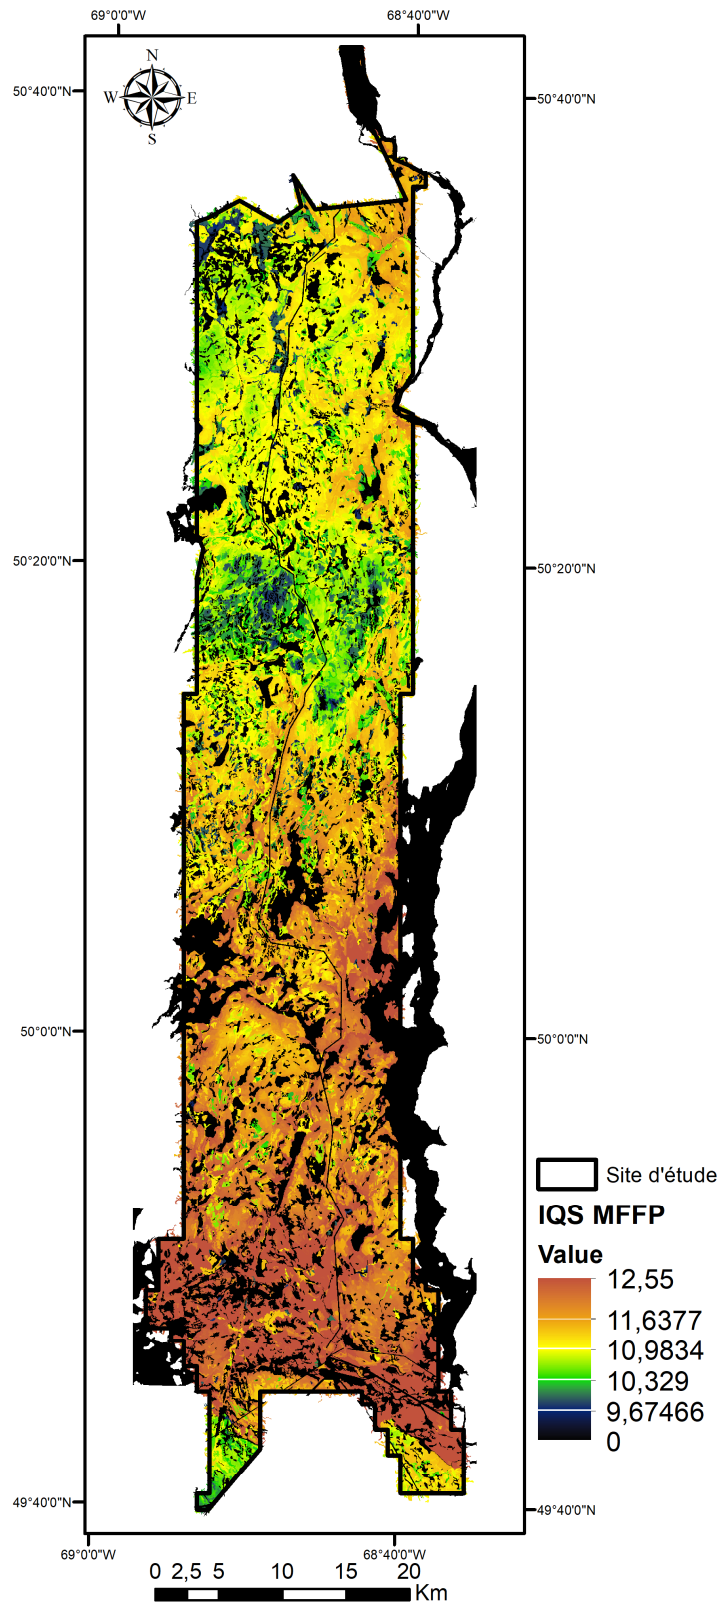 69°0'0"W 68°40'0"W
N
W E
S
50°40'0"N 50°40'0"N
50°20'0"N 50°20'0"N
50°0'0"N 50°0'0"N
Site d'étude
IQS MFFP
Value
12,55
11,6377
10,9834
10,329
9,67466
0
49°40'0"N 49°40'0"N
69°0'0"W 68°40'0"W
0 2,5 5 10 15 20
Km